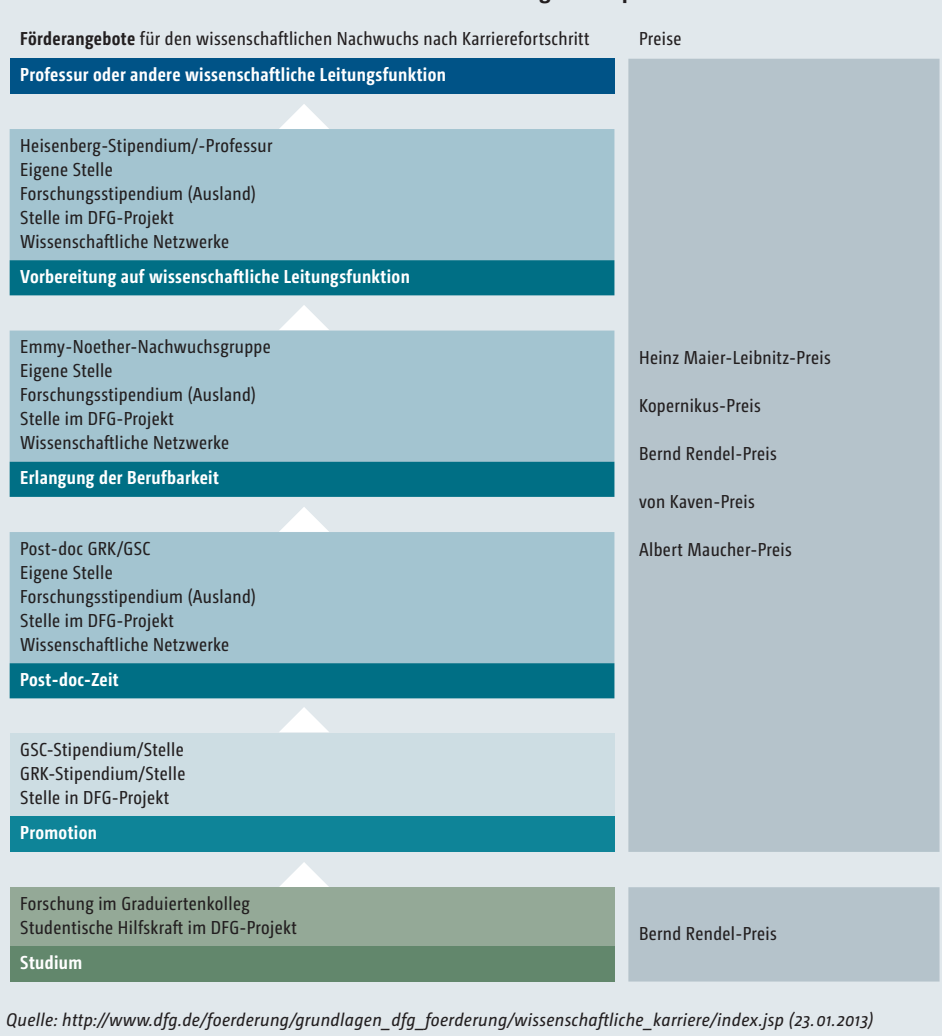 Förderangebote für den wissenschaftlichen Nachwuchs nach Karrierefortschritt
Preise
Professur oder andere wissenschaftliche Leitungsfunktion
Heisenberg-Stipendium/-Professur
Eigene Stelle
Forschungsstipendium (Ausland)
Stelle im DFG-Projekt
Wissenschaftliche Netzwerke
Vorbereitung auf wissenschaftliche Leitungsfunktion
Emmy-Noether-Nachwuchsgruppe
Eigene Stelle
Forschungsstipendium (Ausland)
Stelle im DFG-Projekt
Wissenschaftliche Netzwerke
Erlangung der Berufbarkeit
Post-doc GRK/GSC
Eigene Stelle
Forschungsstipendium (Ausland)
Stelle im DFG-Projekt
Wissenschaftliche Netzwerke
Post-doc-Zeit
GSC-Stipendium/Stelle
GRK-Stipendium/Stelle
Stelle in DFG-Projekt
Promotion
Heinz Maier-Leibnitz-Preis
Kopernikus-Preis
Bernd Rendel-Preis
von Kaven-Preis
Albert Maucher-Preis
Forschung im Graduiertenkolleg
Studentische Hilfskraft im DFG-Projekt
Studium
Bernd Rendel-Preis
Quelle: http://www.dfg.de/foerderung/grundlagen_dfg_foerderung/wissenschaftliche_karriere/index.jsp (23.01.2013)